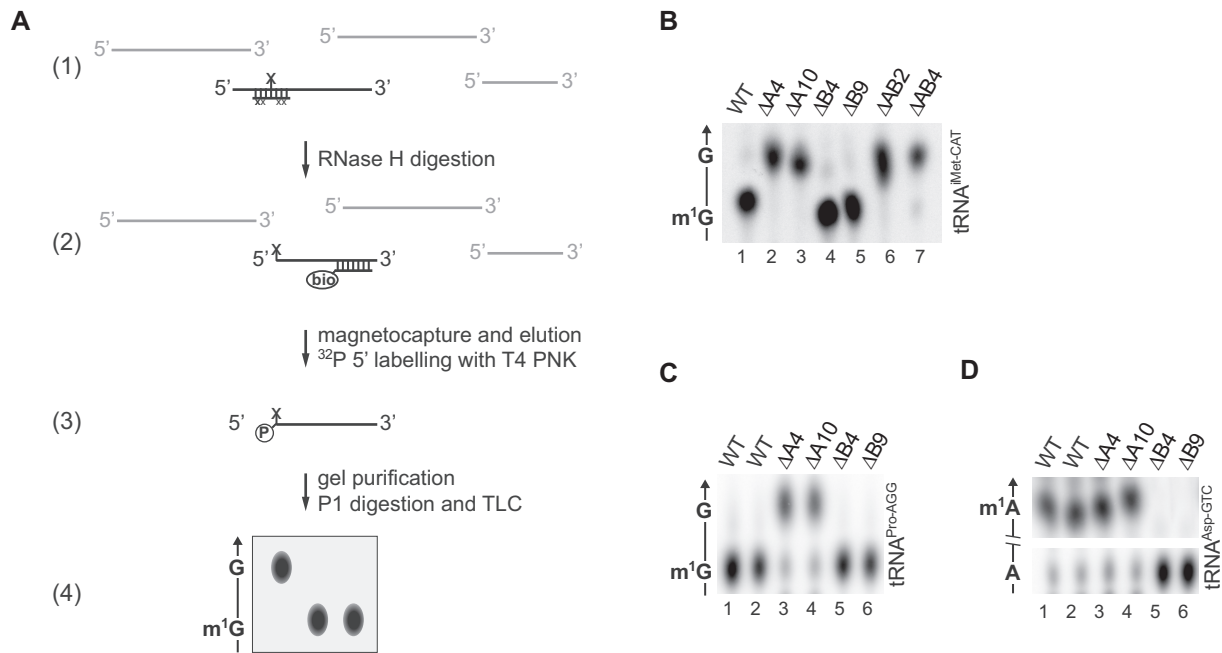 A
5’ 3’ 5’ 3’
(1)
X
5’ 3’ 5’ 3’
xx xx
RNase H digestion
5’ 3’ 5’ 3’
(2)
X
5’ 3’ 5’ 3’
bio
magnetocapture and elution
³²P 5’ labelling with T4 PNK
(3)
X
5’ 3’
P
gel purification
P1 digestion and TLC
(4)
G
m¹G
B
WT ΔA4 ΔA10 ΔB4 ΔB9 ΔAB2 ΔAB4
G
m¹G
1 2 3 4 5 6 7
tRNA^iMet-CAT
C
WT WT ΔA4 ΔA10 ΔB4 ΔB9
G
m¹G
1 2 3 4 5 6
tRNA^Pro-AGG
D
WT WT ΔA4 ΔA10 ΔB4 ΔB9
m¹A
A
1 2 3 4 5 6
tRNA^Asp-GTC